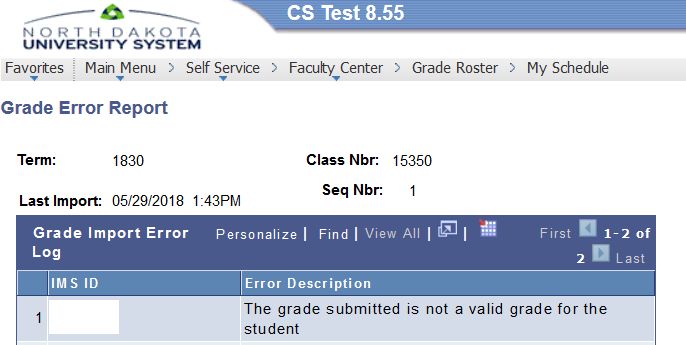 CS Test 8.55
NORTH DAKOTA
UNIVERSITY SYSTEM
Favorites Main Menu > Self Service > Faculty Center > Grade Roster > My Schedule
Grade Error Report
Term: 1830 Class Nbr: 15350
Seq Nbr: 1
Last Import: 05/29/2018 1:43PM
Grade Import Error Personalize | Find | View All | | First 1-2 of
Log 2 Last
IMS ID Error Description
1 The grade submitted is not a valid grade for the
student